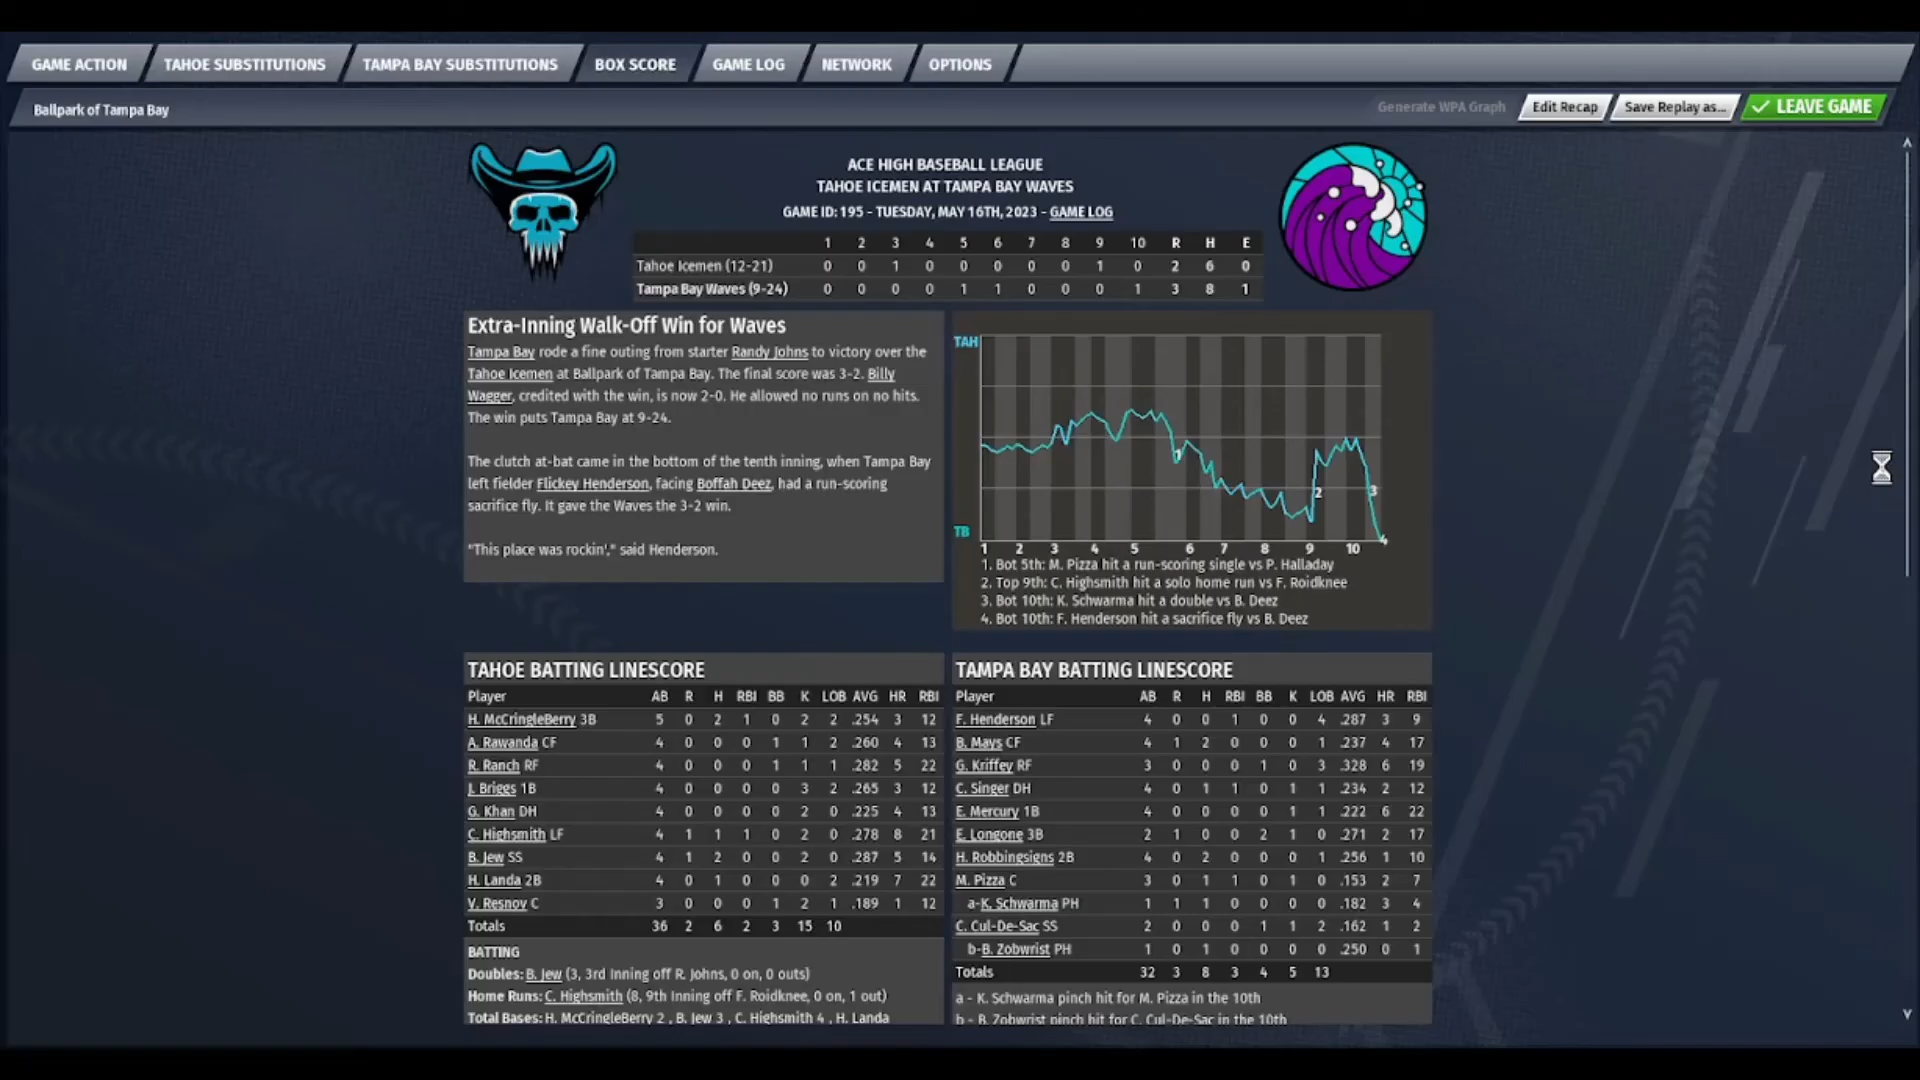 GAME ACTION TAHOE SUBSTITUTIONS TAMPA BAY SUBSTITUTIONS BOX SCORE GAME LOG NETWORK OPTIONS
Ballpark of Tampa Bay Generate WPA Graph Edit Recap Save Replay as... LEAVE GAME
ACE HIGH BASEBALL LEAGUE
TAHOE ICEMEN AT TAMPA BAY WAVES
GAME ID: 195 - TUESDAY, MAY 16TH, 2023 - GAME LOG
1 2 3 4 5 6 7 8 9 10 R H E
Tahoe Icemen (12-21) 0 0 1 0 0 0 0 0 1 0 2 6 0
Tampa Bay Waves (9-24) 0 0 0 0 1 1 0 0 0 1 3 8 1
Extra-Inning Walk-Off Win for Waves
Tampa Bay rode a fine outing from starter Randy Johns to victory over the
Tahoe Icemen at Ballpark of Tampa Bay. The final score was 3-2. Billy
Wagger, credited with the win, is now 2-0. He allowed no runs on no hits.
The win puts Tampa Bay at 9-24.
The clutch at-bat came in the bottom of the tenth inning, when Tampa Bay
left fielder Flickey Henderson, facing Boffah Deez, had a run-scoring
sacrifice fly. It gave the Waves the 3-2 win.
"This place was rockin'," said Henderson.
TAH
1
2
3
4
TB
1 2 3 4 5 6 7 8 9 10
1. Bot 5th: M. Pizza hit a run-scoring single vs P. Halladay
2. Top 9th: C. Highsmith hit a solo home run vs F. Roidknee
3. Bot 10th: K. Schwarma hit a double vs B. Deez
4. Bot 10th: F. Henderson hit a sacrifice fly vs B. Deez
TAHOE BATTING LINESCORE
Player AB R H RBI BB K LOB AVG HR RBI
H. McCringleBerry 3B 5 0 2 1 0 2 2 .254 3 12
A. Rawanda CF 4 0 0 0 1 1 2 .260 4 13
R. Ranch RF 4 0 0 0 1 1 1 .282 5 22
J. Briggs 1B 4 0 0 0 0 3 2 .265 3 12
G. Khan DH 4 0 0 0 0 2 0 .225 4 13
C. Highsmith LF 4 1 1 1 0 2 0 .278 8 21
B. Jew SS 4 1 2 0 0 2 0 .287 5 14
H. Landa 2B 4 0 1 0 0 0 2 .219 7 22
V. Resnov C 3 0 0 0 1 2 1 .189 1 12
Totals 36 2 6 2 3 15 10
BATTING
Doubles: B. Jew (3, 3rd Inning off R. Johns, 0 on, 0 outs)
Home Runs: C. Highsmith (8, 9th Inning off F. Roidknee, 0 on, 1 out)
Total Bases: H. McCringleBerry 2 , B. Jew 3 , C. Highsmith 4 , H. Landa
TAMPA BAY BATTING LINESCORE
Player AB R H RBI BB K LOB AVG HR RBI
F. Henderson LF 4 0 0 1 0 0 4 .287 3 9
B. Mays CF 4 1 2 0 0 0 1 .237 4 17
G. Kriffey RF 3 0 0 0 1 0 3 .328 6 19
C. Singer DH 4 0 1 1 0 1 1 .234 2 12
E. Mercury 1B 4 0 0 0 0 1 1 .222 6 22
E. Longone 3B 2 1 0 0 2 1 0 .271 2 17
H. Robbingsigns 2B 4 0 2 0 0 0 1 .256 1 10
M. Pizza C 3 0 1 1 0 1 0 .153 2 7
a-K. Schwarma PH 1 1 1 0 0 0 0 .182 3 4
C. Cul-De-Sac SS 2 0 0 0 1 1 2 .162 1 2
b-B. Zobwrist PH 1 0 1 0 0 0 0 .250 0 1
Totals 32 3 8 3 4 5 13
a - K. Schwarma pinch hit for M. Pizza in the 10th
b - B. Zobwrist pinch hit for C. Cul-De-Sac in the 10th